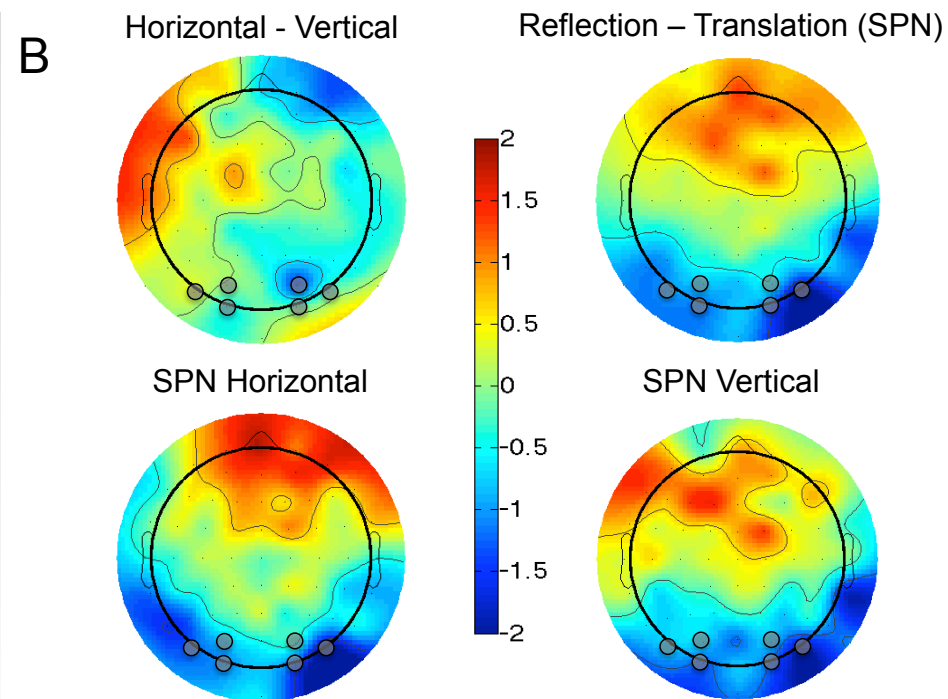 B
Horizontal - Vertical
Reflection – Translation (SPN)
2
1.5
1
0.5
0
-0.5
-1
-1.5
-2
SPN Horizontal
SPN Vertical